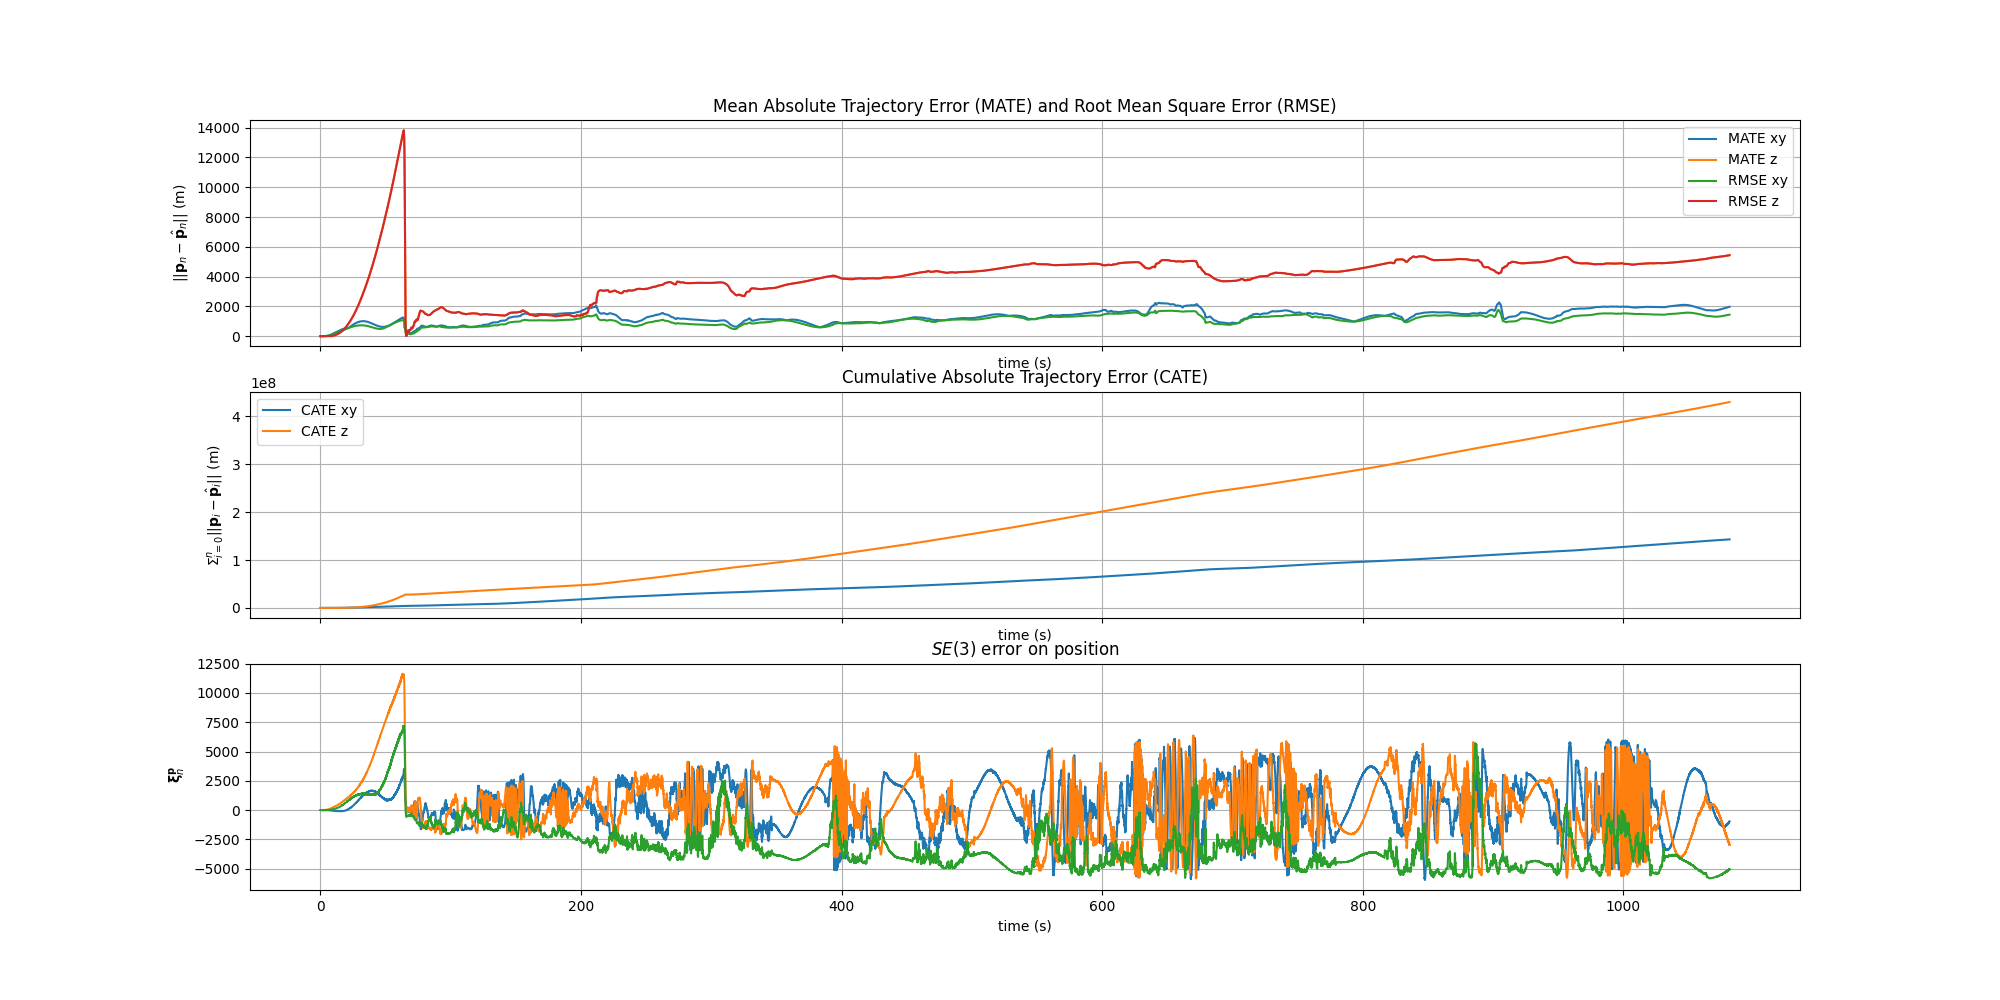 Mean Absolute Trajectory Error (MATE) and Root Mean Square Error (RMSE)
||𝐩ₙ − 𝐩̂ₙ|| (m)
14000
12000
10000
8000
6000
4000
2000
0
MATE xy
MATE z
RMSE xy
RMSE z
time (s)
Cumulative Absolute Trajectory Error (CATE)
1e8
Σⁿᵢ₌₀||𝐩ᵢ − 𝐩̂ᵢ|| (m)
4
3
2
1
0
CATE xy
CATE z
time (s)
SE(3) error on position
𝛏ₙᵖ
12500
10000
7500
5000
2500
0
−2500
−5000
0 200 400 600 800 1000
time (s)